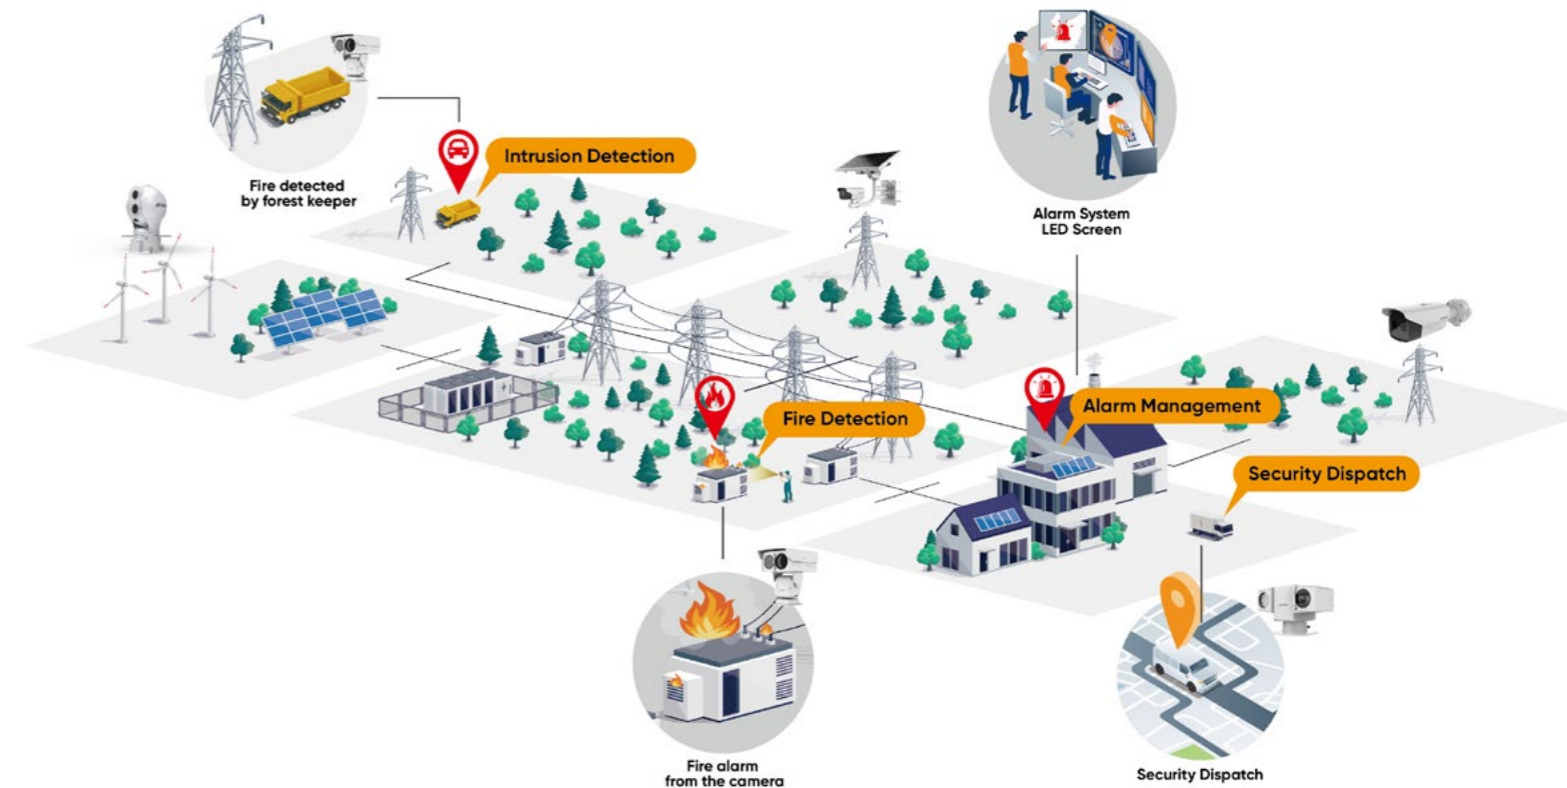 Intrusion Detection
Fire detected
by forest keeper
Alarm System
LED Screen
Fire Detection
Alarm Management
Security Dispatch
Fire alarm
from the camera
Security Dispatch